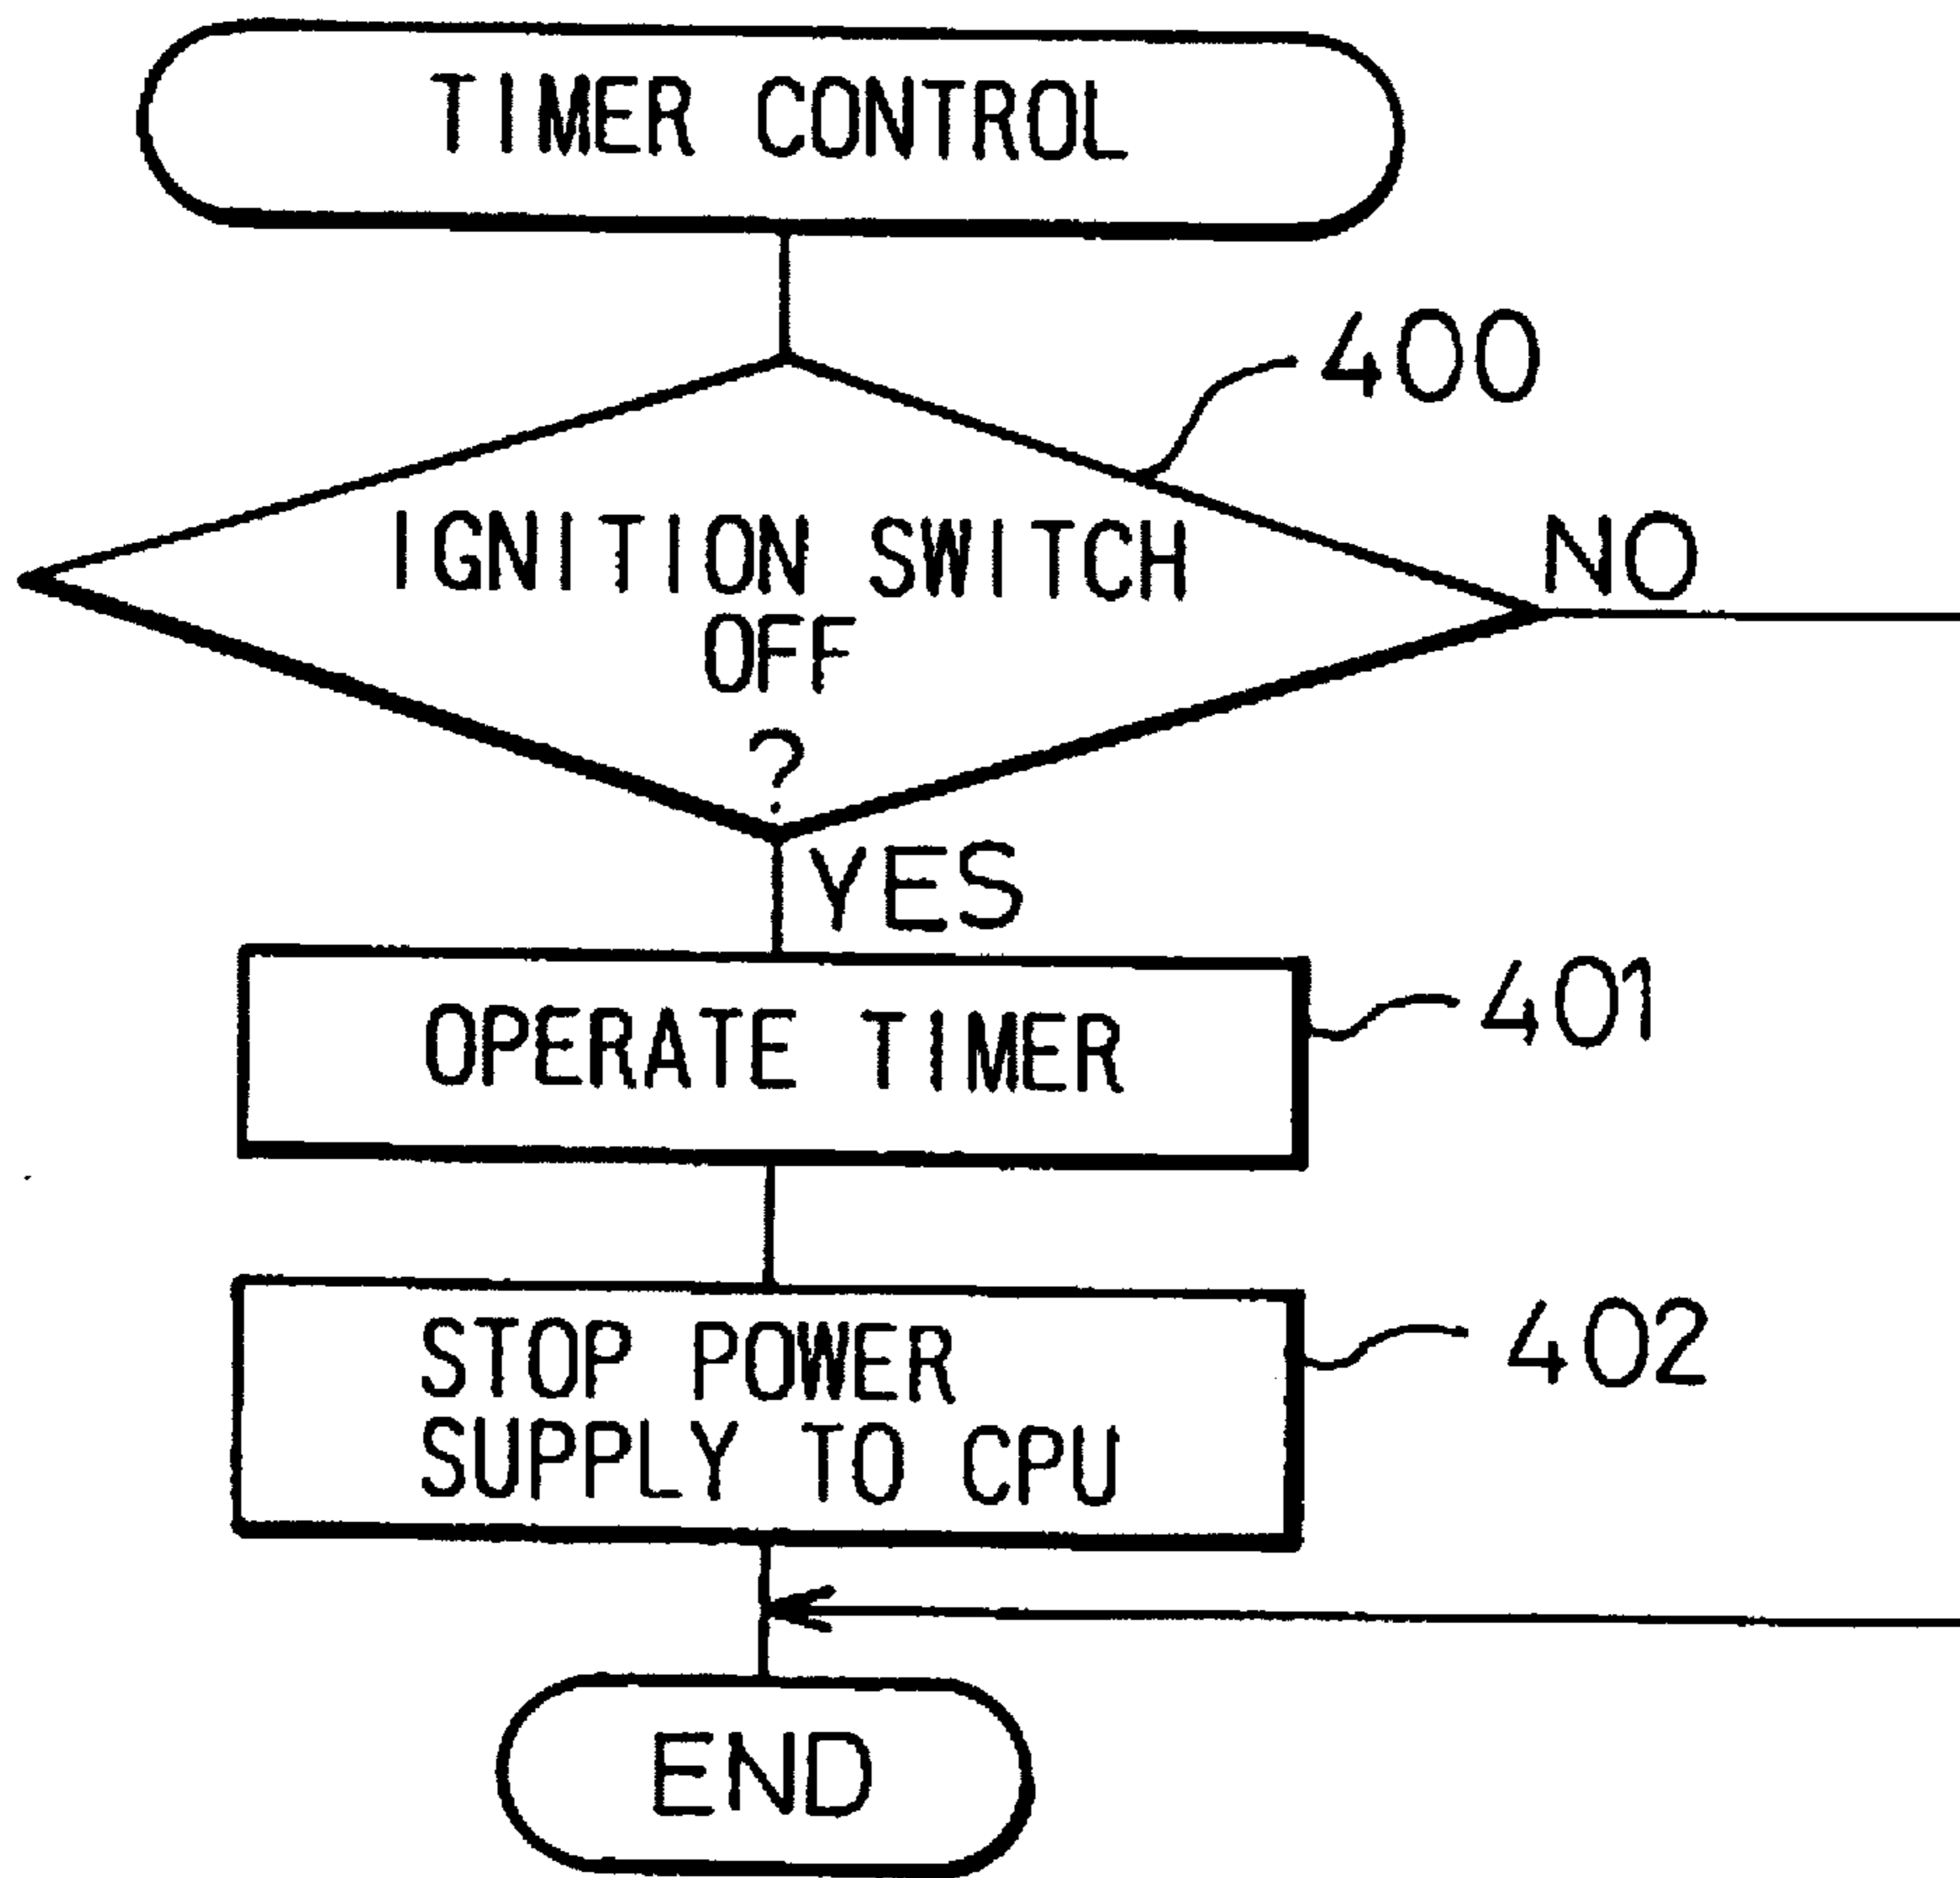 TIMER CONTROL
400
IGNITION SWITCH
OFF
?
NO
YES
OPERATE TIMER
401
STOP POWER
SUPPLY TO CPU
402
END